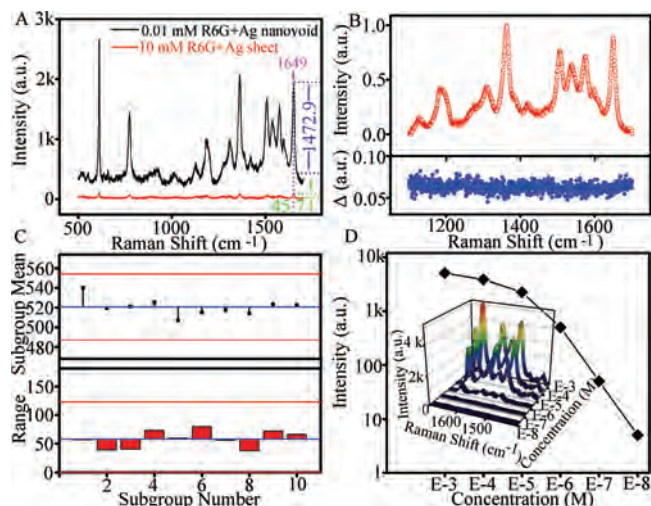 A
0.01 mM R6G+Ag nanovoid
10 mM R6G+Ag sheet
1649
1472.9
45.71
3k
2k
1k
0
Intensity (a.u.)
500 1000 1500
Raman Shift (cm -1)
B
1.0
0.5
0.0
Intensity (a.u.)
0.10
0.05
Δ (a.u.)
1200 1400 1600
Raman Shift (cm -1)
C
560
540
520
500
480
Subgroup Mean
150
100
50
0
Range
2 4 6 8 10
Subgroup Number
D
10k
1k
100
10
1
Intensity (a.u.)
4 k
2k
0
Intensity (a.u.)
1600 1500
Raman Shift (cm -1)
E-3
E-4
E-5
E-6
E-7
E-8
Concentration (M)
E-3 E-4 E-5 E-6 E-7 E-8
Concentration (M)